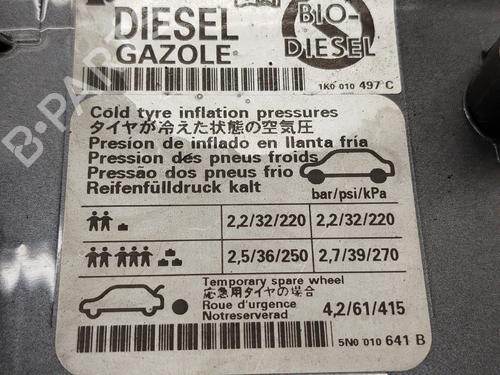 DIESEL
GAZOLE
BIO-
DIESEL
1K0 010 497 C
Cold tyre inflation pressures
タイヤが冷えた状態の空気圧
Presion de inflado en llanta fría
Pression des pneus froids
Pressão dos pneus frio
Reifenfülldruck kalt
bar/psi/kPa
2,2/32/220 2,2/32/220
2,5/36/250 2,7/39/270
Temporary spare wheel
応急用タイヤの場合
Roue d'urgence
Notreserverad
4,2/61/415
5N0 010 641 B
B-PARTS